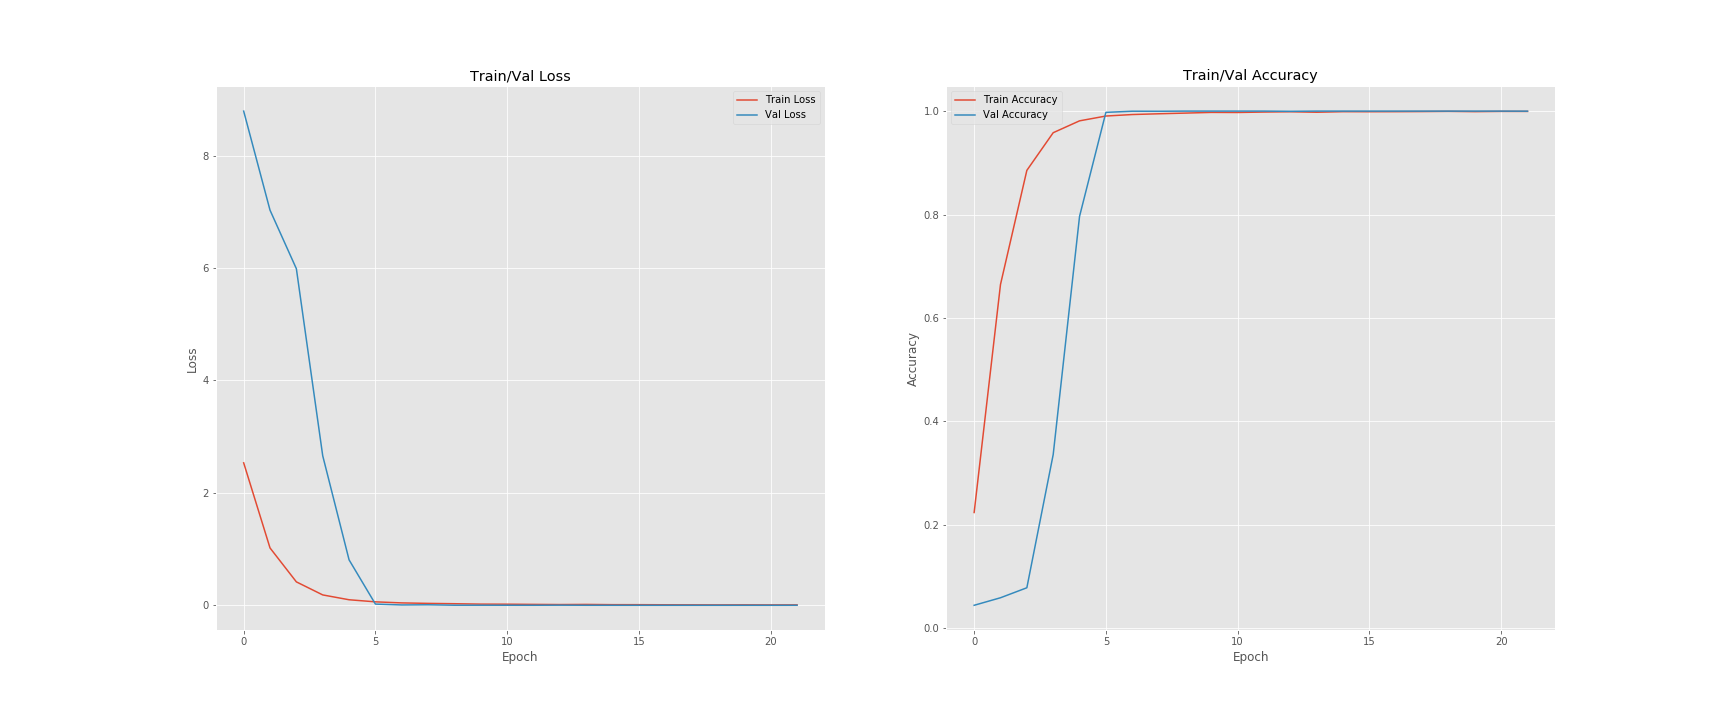 Train/Val Loss
Train Loss
Val Loss
8
6
4
2
0
Loss
0 5 10 15 20
Epoch
Train/Val Accuracy
Train Accuracy
Val Accuracy
1.0
0.8
0.6
0.4
0.2
0.0
Accuracy
0 5 10 15 20
Epoch